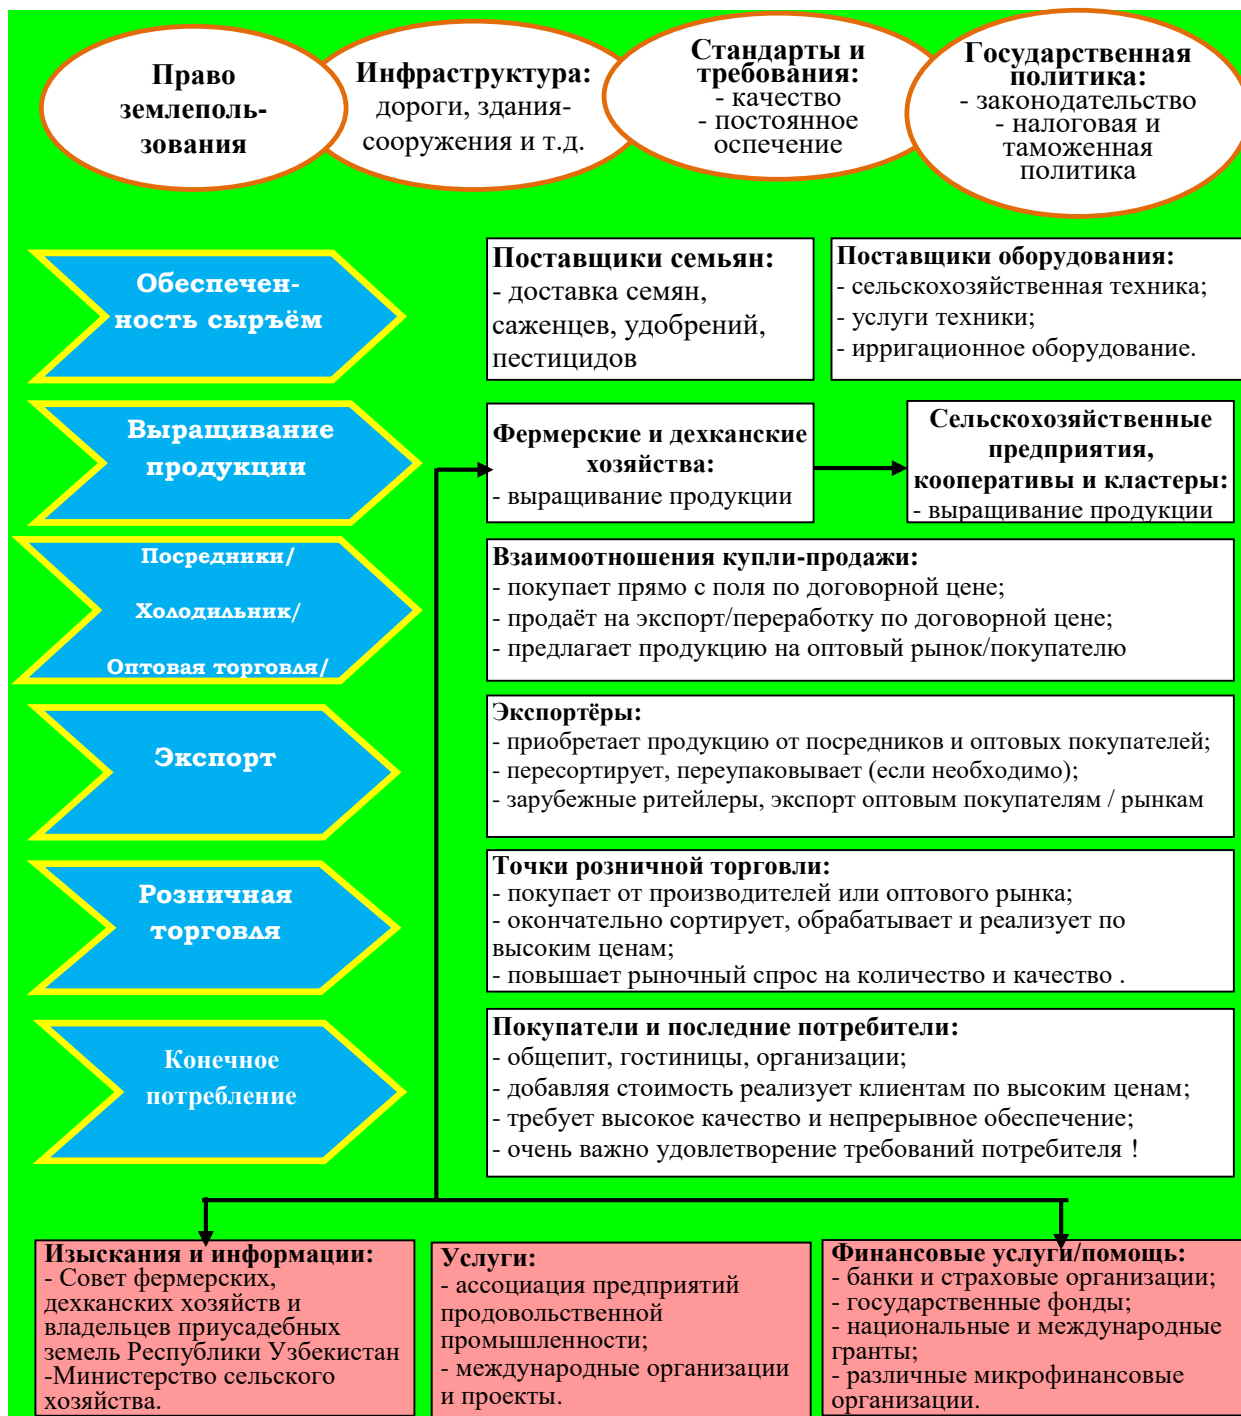 Право
землеполь-
зования
Инфраструктура:
дороги, здания-
сооружения и т.д.
Стандарты и
требования:
- качество
- постоянное
оспечение
Государственная
политика:
- законодательство
- налоговая и
таможенная
политика
Обеспечен-
ность сыръём
Поставщики семьян:
- доставка семян,
саженцев, удобрений,
пестицидов
Поставщики оборудования:
- сельскохозяйственная техника;
- услуги техники;
- ирригационное оборудование.
Выращивание
продукции
Фермерские и дехканские
хозяйства:
- выращивание продукции
Сельскохозяйственные
предприятия,
кооперативы и кластеры:
- выращивание продукции
Посредники/
Холодильник/
Оптовая торговля/
Взаимоотношения купли-продажи:
- покупает прямо с поля по договорной цене;
- продаёт на экспорт/переработку по договорной цене;
- предлагает продукцию на оптовый рынок/покупателю
Экспорт
Экспортёры:
- приобретает продукцию от посредников и оптовых покупателей;
- пересортирует, переупаковывает (если необходимо);
- зарубежные ритейлеры, экспорт оптовым покупателям / рынкам
Розничная
торговля
Точки розничной торговли:
- покупает от производителей или оптового рынка;
- окончательно сортирует, обрабатывает и реализует по
высоким ценам;
- повышает рыночный спрос на количество и качество .
Конечное
потребление
Покупатели и последние потребители:
- общепит, гостиницы, организации;
- добавляя стоимость реализует клиентам по высоким ценам;
- требует высокое качество и непрерывное обеспечение;
- очень важно удовлетворение требований потребителя !
Изыскания и информации:
- Совет фермерских,
дехканских хозяйств и
владельцев приусадебных
земель Республики Узбекистан
-Министерство сельского
хозяйства.
Услуги:
- ассоциация предприятий
продовольственной
промышленности;
- международные организации
и проекты.
Финансовые услуги/помощь:
- банки и страховые организации;
- государственные фонды;
- национальные и международные
гранты;
- различные микрофинансовые
организации.